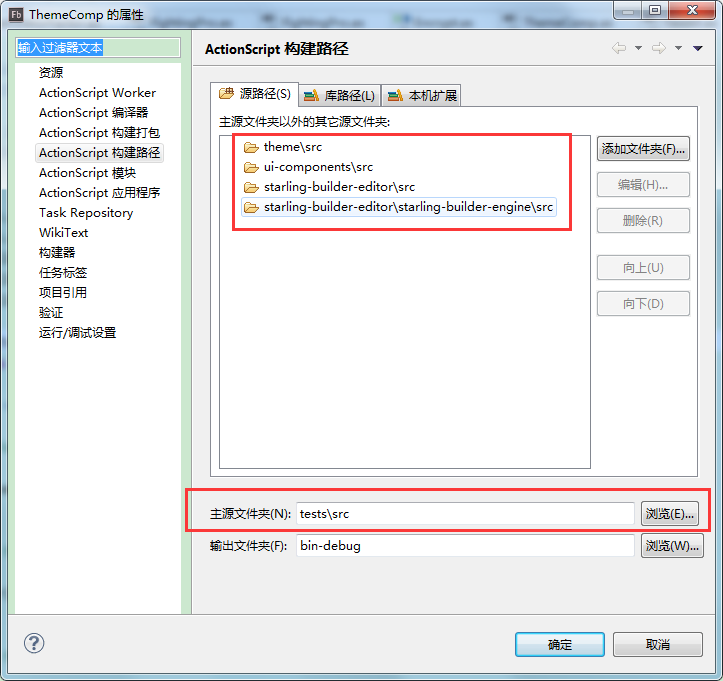 Fb ThemeComp 的属性
输入过滤器文本
资源
ActionScript Worker
ActionScript 编译器
ActionScript 构建打包
ActionScript 构建路径
ActionScript 模块
ActionScript 应用程序
Task Repository
WikiText
构建器
任务标签
项目引用
验证
运行/调试设置
ActionScript 构建路径
源路径(S) 库路径(L) 本机扩展
主源文件夹以外的其它源文件夹:
theme\src
ui-components\src
starling-builder-editor\src
starling-builder-editor\starling-builder-engine\src
添加文件夹(F)...
编辑(H)...
删除(R)
向上(U)
向下(D)
主源文件夹(N): tests\src 浏览(E)...
输出文件夹(F): bin-debug 浏览(W)...
? 确定 取消